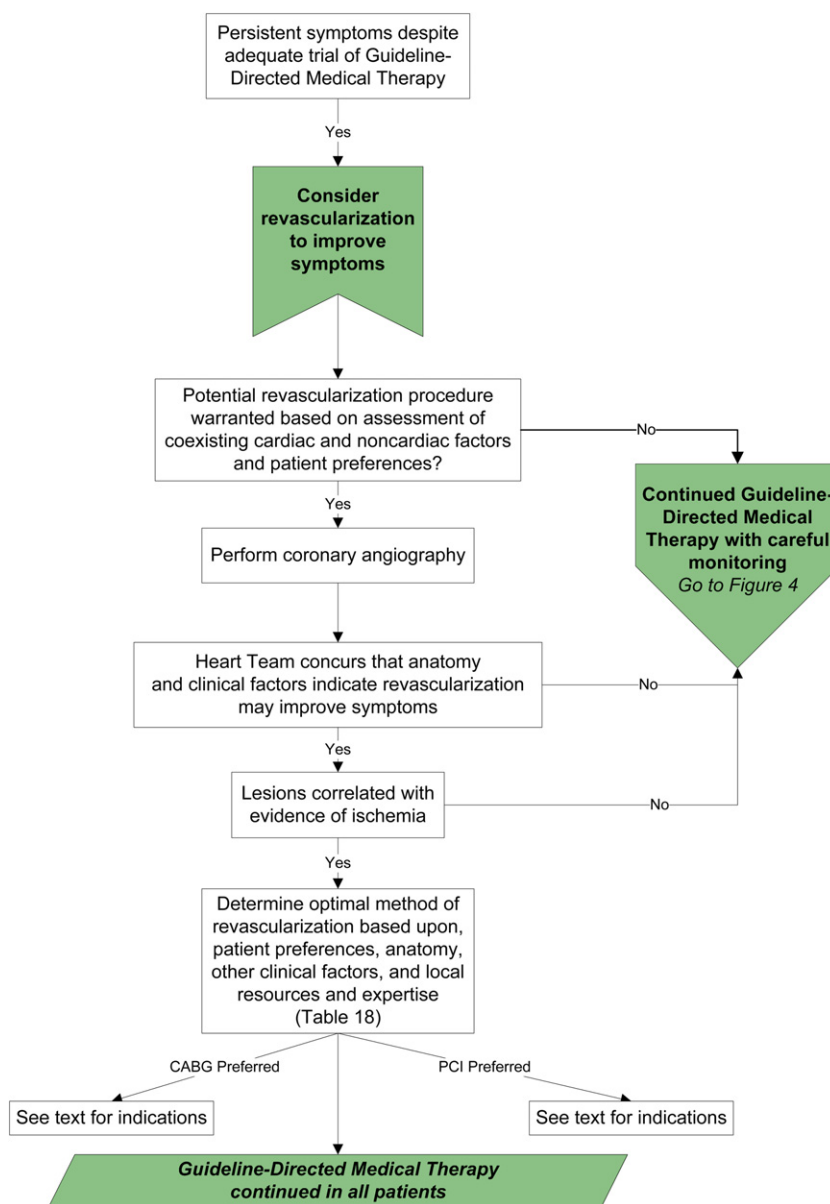 Persistent symptoms despite
adequate trial of Guideline-
Directed Medical Therapy
Yes
Consider
revascularization
to improve
symptoms
Potential revascularization procedure
warranted based on assessment of
coexisting cardiac and noncardiac factors
and patient preferences?
No
Continued Guideline-
Directed Medical
Therapy with careful
monitoring
Go to Figure 4
Yes
Perform coronary angiography
Heart Team concurs that anatomy
and clinical factors indicate revascularization
may improve symptoms
No
Yes
Lesions correlated with
evidence of ischemia
No
Yes
Determine optimal method of
revascularization based upon,
patient preferences, anatomy,
other clinical factors, and local
resources and expertise
(Table 18)
CABG Preferred
PCI Preferred
See text for indications
See text for indications
Guideline-Directed Medical Therapy
continued in all patients